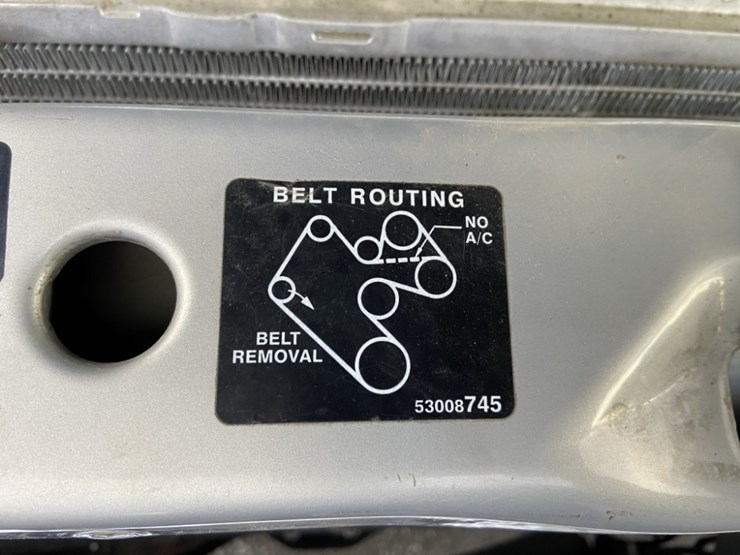 BELT ROUTING
NO
A/C
BELT
REMOVAL
53008745